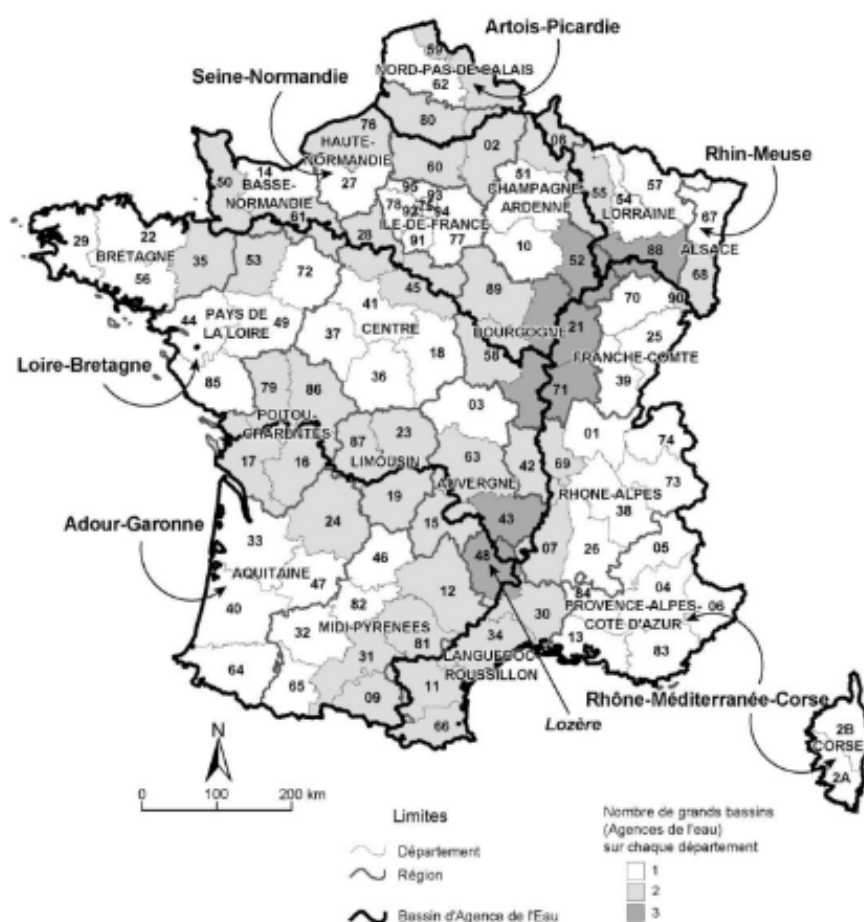 Artois-Picardie
59
NORD-PAS-DE-CALAIS
62
Seine-Normandie
80
76
02
08
HAUTE-
NORMANDIE
60
Rhin-Meuse
14
50
BASSE-
NORMANDIE
27
95
93
78
92
75
94
ILE-DE-FRANCE
91
77
51
CHAMPAGNE
ARDENNE
55
54
57
LORRAINE
67
61
28
10
52
88
ALSACE
68
29
22
BRETAGNE
56
35
53
72
45
89
70
90
41
44
PAYS DE
LA LOIRE
49
37
CENTRE
BOURGOGNE
21
25
FRANCHE-COMTE
18
58
39
Loire-Bretagne
85
79
86
36
71
03
POITOU-
CHARENTES
01
74
87
23
LIMOUSIN
17
16
63
AUVERGNE
42
69
RHONE-ALPES
73
19
38
Adour-Garonne
24
15
43
33
46
48
07
26
05
AQUITAINE
47
12
04
84
40
82
30
PROVENCE-ALPES-
COTE D'AZUR
06
32
MIDI-PYRENEES
81
34
13
83
31
LANGUEDOC
ROUSSILLON
64
65
09
11
66
Rhône-Méditerranée-Corse
Lozère
2B
CORSE
2A
N
0 100 200 km
Limites
Département
Région
Bassin d'Agence de l'Eau
Nombre de grands bassins
(Agences de l'eau)
sur chaque département
1
2
3